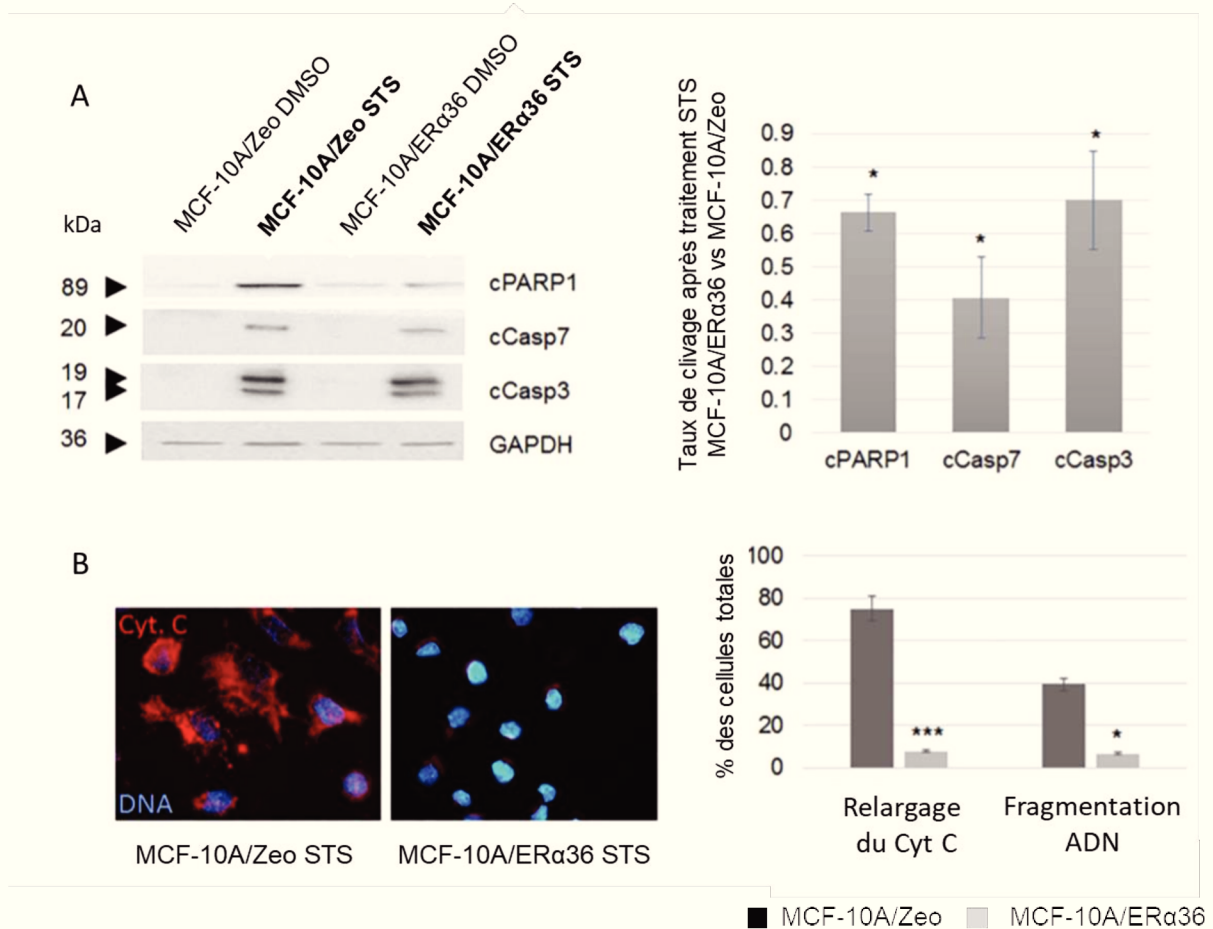 A
MCF-10A/Zeo DMSO
MCF-10A/Zeo STS
MCF-10A/ERα36 DMSO
MCF-10A/ERα36 STS
kDa
89
cPARP1
20
cCasp7
19
17
cCasp3
36
GAPDH
Taux de clivage après traitement STS
MCF-10A/ERα36 vs MCF-10A/Zeo
0.9
0.8
0.7
0.6
0.5
0.4
0.3
0.2
0.1
0
*
*
*
cPARP1 cCasp7 cCasp3
B
Cyt. C
DNA
MCF-10A/Zeo STS
MCF-10A/ERα36 STS
% des cellules totales
100
80
60
40
20
0
***
*
Relargage
du Cyt C
Fragmentation
ADN
MCF-10A/Zeo MCF-10A/ERα36